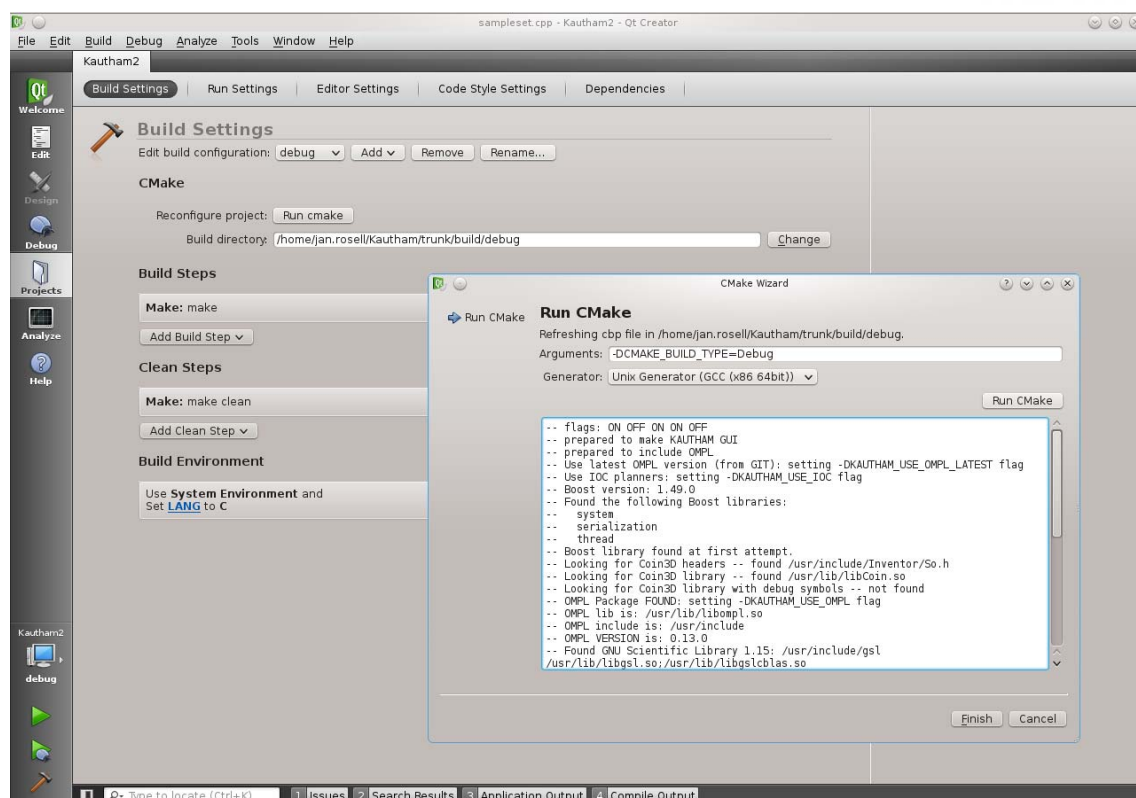 sampleset.cpp - Kautham2 - Qt Creator
File Edit Build Debug Analyze Tools Window Help
Kautham2
Build Settings Run Settings Editor Settings Code Style Settings Dependencies
Qt
Welcome
Edit
Design
Debug
Projects
Analyze
Help
Build Settings
Edit build configuration: debug Add Remove Rename...
CMake
Reconfigure project: Run cmake
Build directory: /home/jan.rosell/Kautham/trunk/build/debug Change
Build Steps
Make: make
Add Build Step
Clean Steps
Make: make clean
Add Clean Step
Build Environment
Use System Environment and
Set LANG to C
CMake Wizard
Run CMake
Run CMake
Refreshing cbp file in /home/jan.rosell/Kautham/trunk/build/debug.
Arguments: -DCMAKE_BUILD_TYPE=Debug
Generator: Unix Generator (GCC (x86 64bit))
Run CMake
-- flags: ON OFF ON ON OFF
-- prepared to make KAUTHAM GUI
-- prepared to include OMPL
-- Use latest OMPL version (from GIT): setting -DKAUTHAM_USE_OMPL_LATEST flag
-- Use IOC planners: setting -DKAUTHAM_USE_IOC flag
-- Boost version: 1.49.0
-- Found the following Boost libraries:
-- system
-- serialization
-- thread
-- Boost library found at first attempt.
-- Looking for Coin3D headers -- found /usr/include/Inventor/So.h
-- Looking for Coin3D library -- found /usr/lib/libCoin.so
-- Looking for Coin3D library with debug symbols -- not found
-- OMPL Package FOUND: setting -DKAUTHAM_USE_OMPL flag
-- OMPL lib is: /usr/lib/libompl.so
-- OMPL include is: /usr/include
-- OMPL VERSION is: 0.13.0
-- Found GNU Scientific Library 1.15: /usr/include/gsl
/usr/lib/libgsl.so;/usr/lib/libgslcblas.so
Finish Cancel
Kautham2
debug
Type to locate (Ctrl+K) 1 Issues 2 Search Results 3 Application Output 4 Compile Output